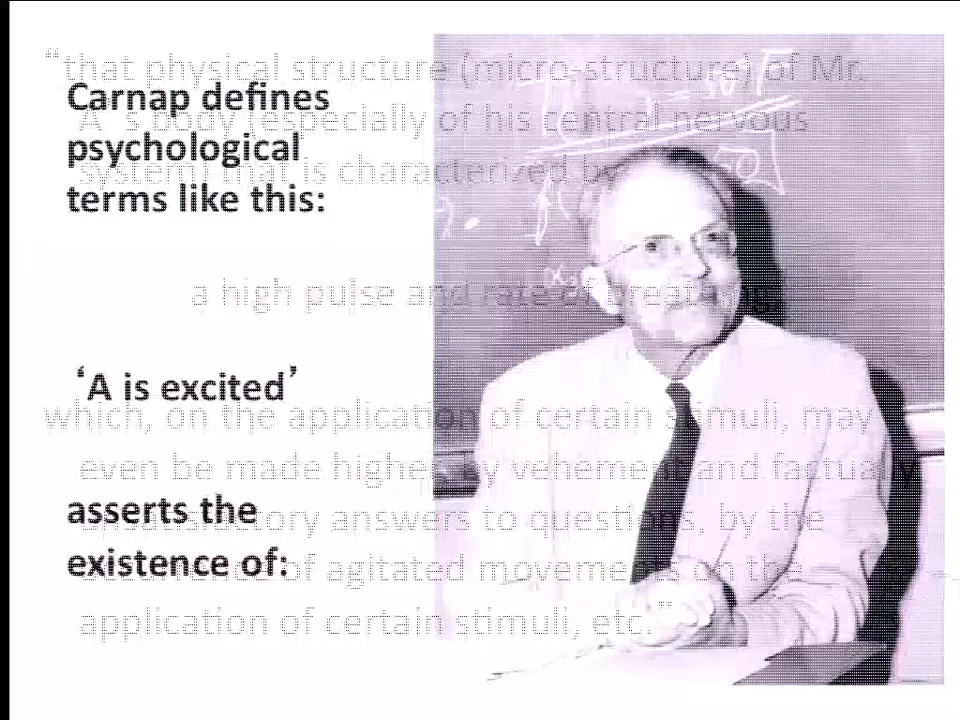 Carnap defines
psychological
terms like this:
‘A is excited’
asserts the
existence of:
“that physical structure (micro-structure) of Mr.
A’s body (especially of his central nervous
system) that is characterized by
a high pulse and rate of breathing,
which, on the application of certain stimuli, may
even be made higher, by vehement and factually
answers to questions, by the
of agitated movements on the
application of certain stimuli, etc.”